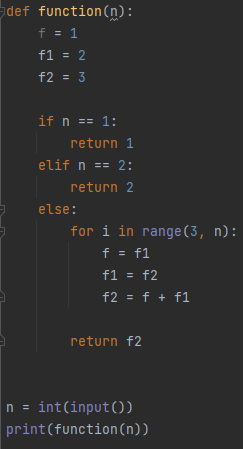 def function(n):
    f = 1
    f1 = 2
    f2 = 3

    if n == 1:
        return 1
    elif n == 2:
        return 2
    else:
        for i in range(3, n):
            f = f1
            f1 = f2
            f2 = f + f1

        return f2


n = int(input())
print(function(n))